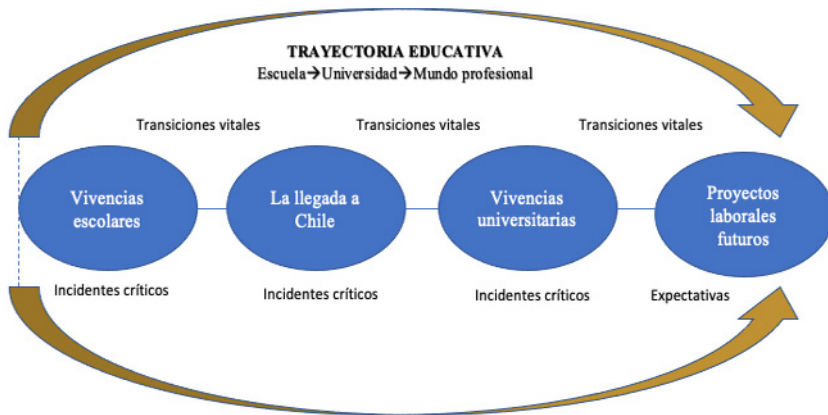 TRAYECTORIA EDUCATIVA
Escuela→Universidad→Mundo profesional
Transiciones vitales
Transiciones vitales
Transiciones vitales
Vivencias
escolares
La llegada a
Chile
Vivencias
universitarias
Proyectos
laborales
futuros
Incidentes críticos
Incidentes críticos
Incidentes críticos
Expectativas